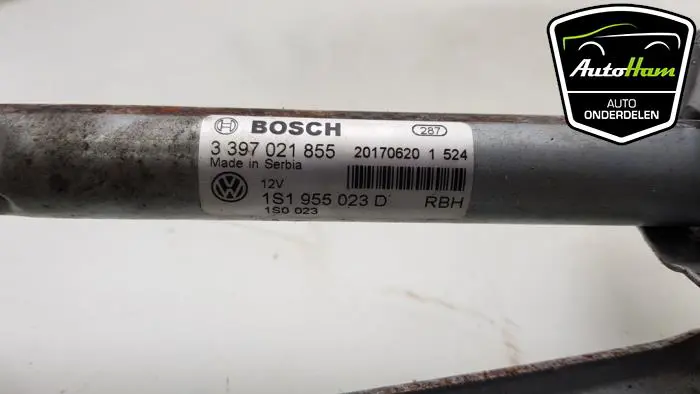 AutoHam
AUTO
ONDERDELEN
BOSCH 287
3 397 021 855 20170620 1 524
Made in Serbia
12V
1S1 955 023 D RBH
1S0 023